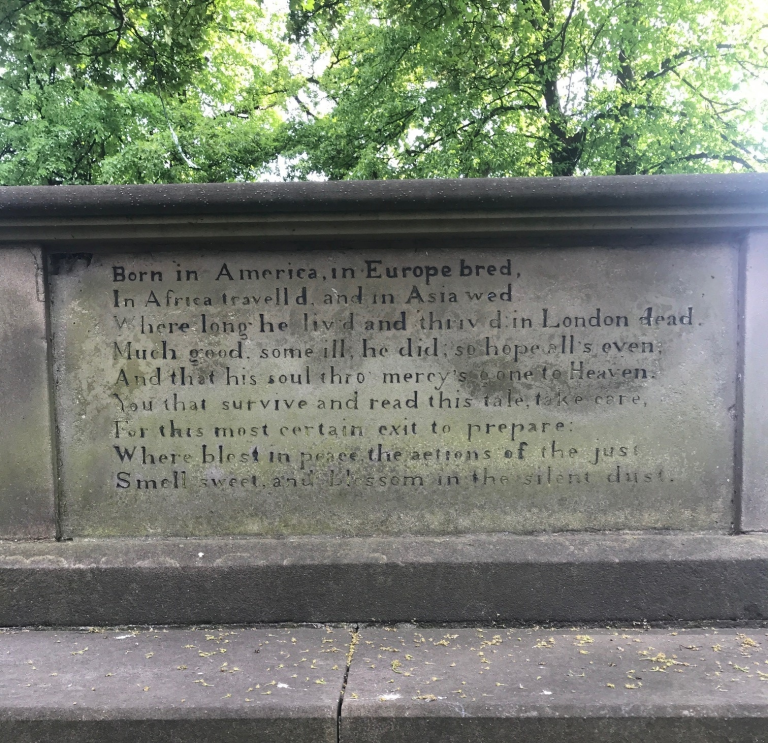 Born in America, in Europe bred,
In Africa travell'd, and in Asia wed
Where long he liv'd and thriv'd; in London dead.
Much good, some ill, he did; so hope all's even;
And that his soul thro' mercy's gone to Heaven.
You that survive and read this tale, take care,
For this most certain exit to prepare:
Where blest in peace, the actions of the just
Smell sweet, and blossom in the silent dust.